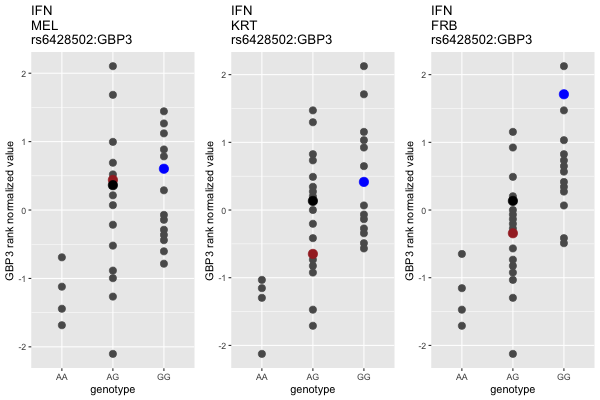 IFN
MEL
rs6428502:GBP3
GBP3 rank normalized value
2
1
0
-1
-2
AA
AG
GG
genotype
IFN
KRT
rs6428502:GBP3
GBP3 rank normalized value
2
1
0
-1
-2
AA
AG
GG
genotype
IFN
FRB
rs6428502:GBP3
GBP3 rank normalized value
2
1
0
-1
-2
AA
AG
GG
genotype